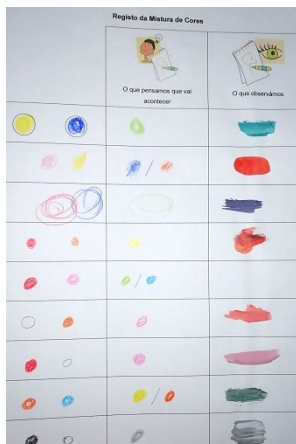 Registo da Mistura de Cores
O que pensamos que vai
acontecer
O que observámos